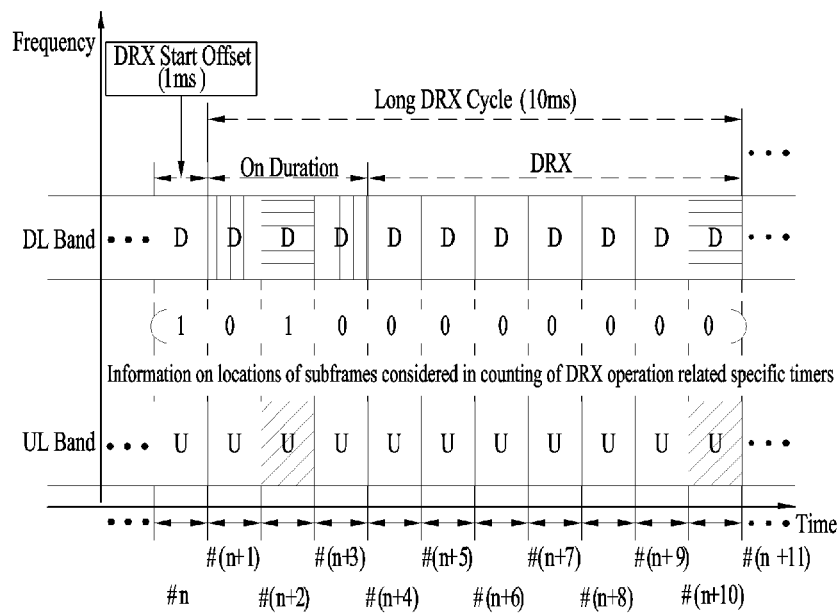 Frequency
DRX Start Offset
(1ms)
Long DRX Cycle (10ms)
On Duration
DRX
DL Band
D D D D D D D D D D D
1 0 1 0 0 0 0 0 0 0 0
Information on locations of subframes considered in counting of DRX operation related specific timers
UL Band
U U U U U U U U U U U
Time
#n #(n+1) #(n+2) #(n+3) #(n+4) #(n+5) #(n+6) #(n+7) #(n+8) #(n+9) #(n+10) #(n+11)